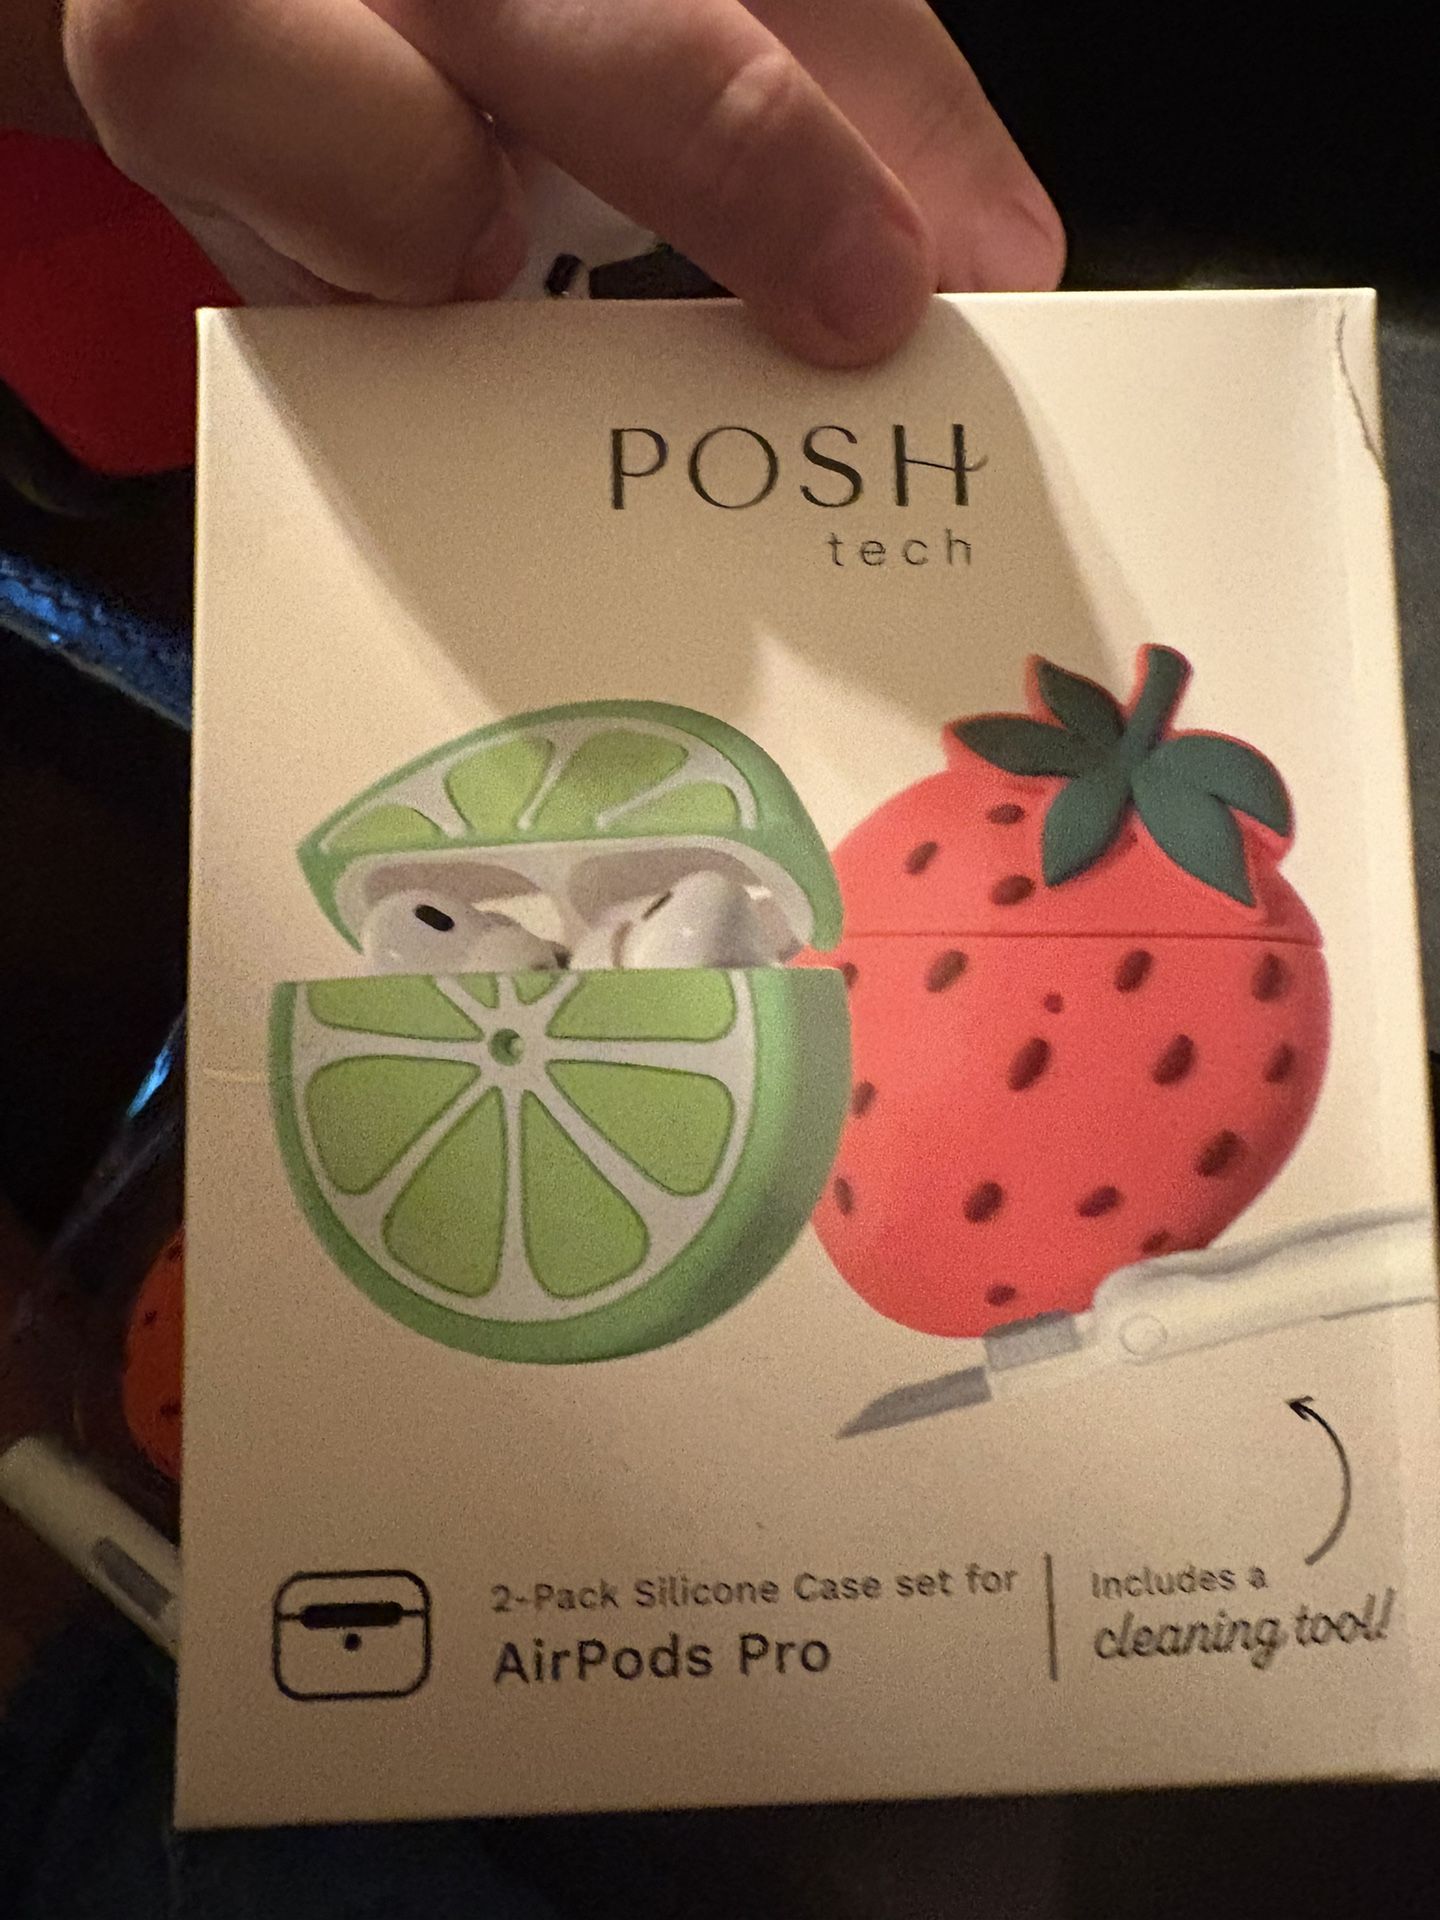 POSH
tech
2-Pack Silicone Case set for
AirPods Pro
Includes a
cleaning tool!